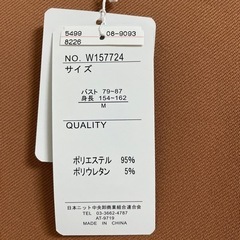 5499 08-9093
8226
NO. W157724
サイズ
バスト 79-87
身長 154-162
M
QUALITY
ポリエステル 95%
ポリウレタン 5%
日本ニット中央卸商業組合連合会
TEL 03-3662-4787
AT-9719
MADE IN CHINA